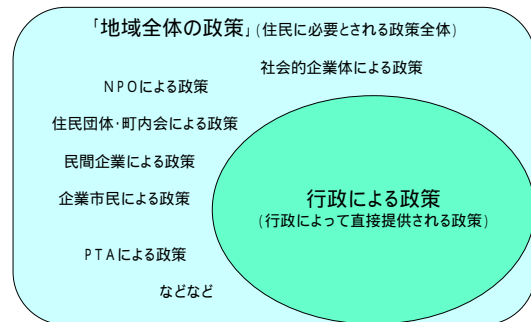 「地域全体の政策」(住民に必要とされる政策全体)
社会的企業体による政策
NPOによる政策
住民団体・町内会による政策
民間企業による政策
企業市民による政策
行政による政策
(行政によって直接提供される政策)
PTAによる政策
などなど